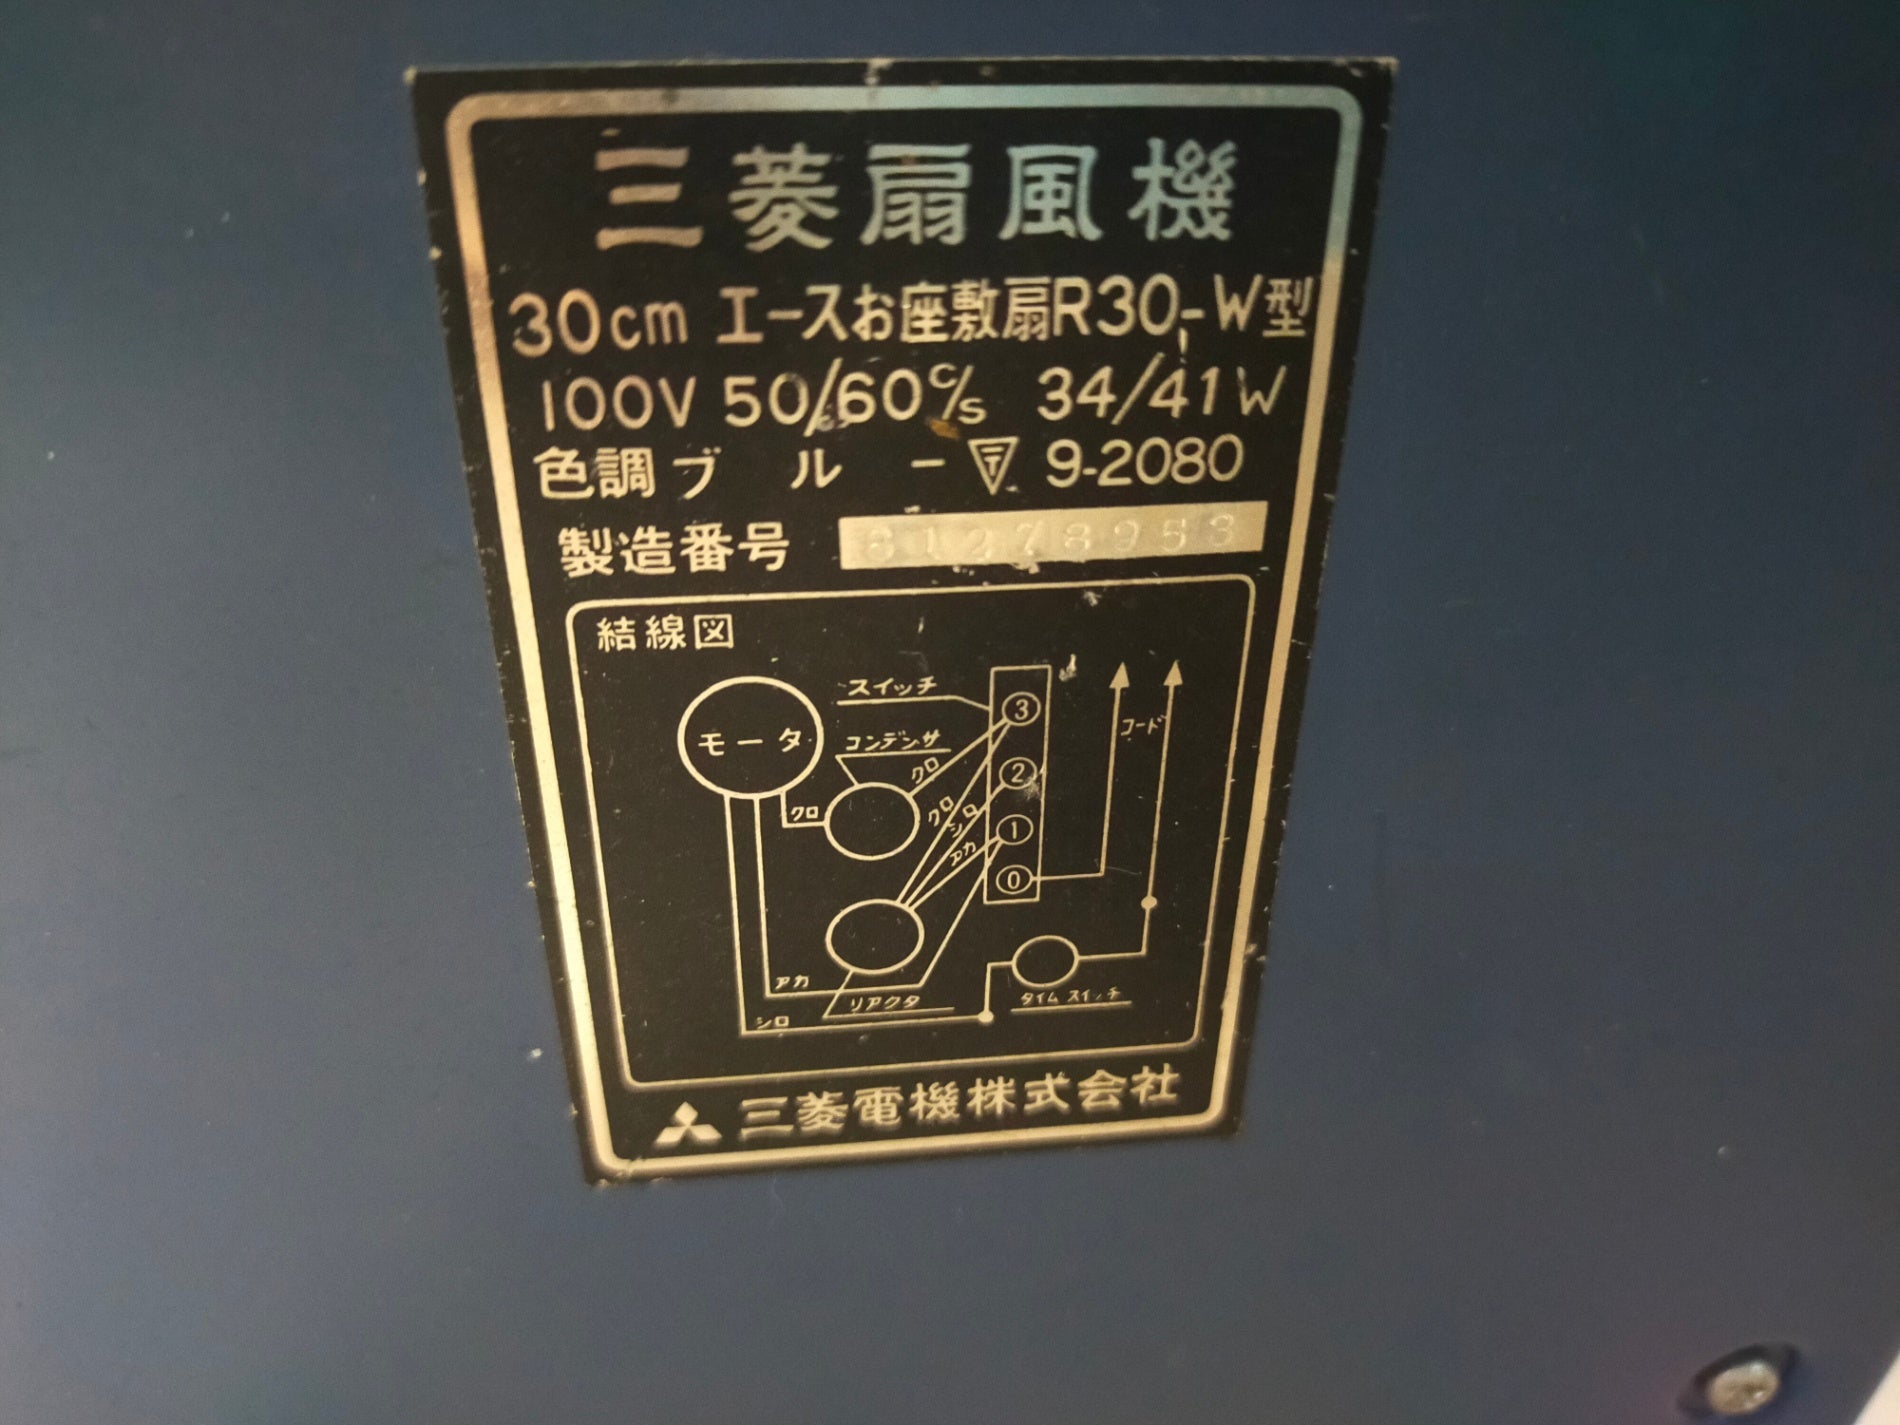 三菱扇風機
30cm エースお座敷扇R30-W型
100V 50/60c/s 34/41W
色調ブルー 〒 9-2080
製造番号 81278953
結線図
スイッチ
③
モータ
コンデンサ
コード
クロ
②
クロ
クロ
シロ
①
アカ
⓪
アカ
リアクタ
タイムスイッチ
シロ
三菱電機株式会社